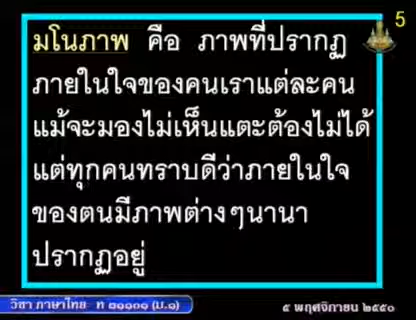 5
มโนภาพ คือ ภาพที่ปรากฏ
ภายในใจของคนเราแต่ละคน
แม้จะมองไม่เห็นแตะต้องไม่ได้
แต่ทุกคนทราบดีว่าภายในใจ
ของตนมีภาพต่างๆนานา
ปรากฏอยู่
วิชา ภาษาไทย ท ๓๑๑๐๑ (ม.๑)
๕ พฤศจิกายน ๒๕๕๐